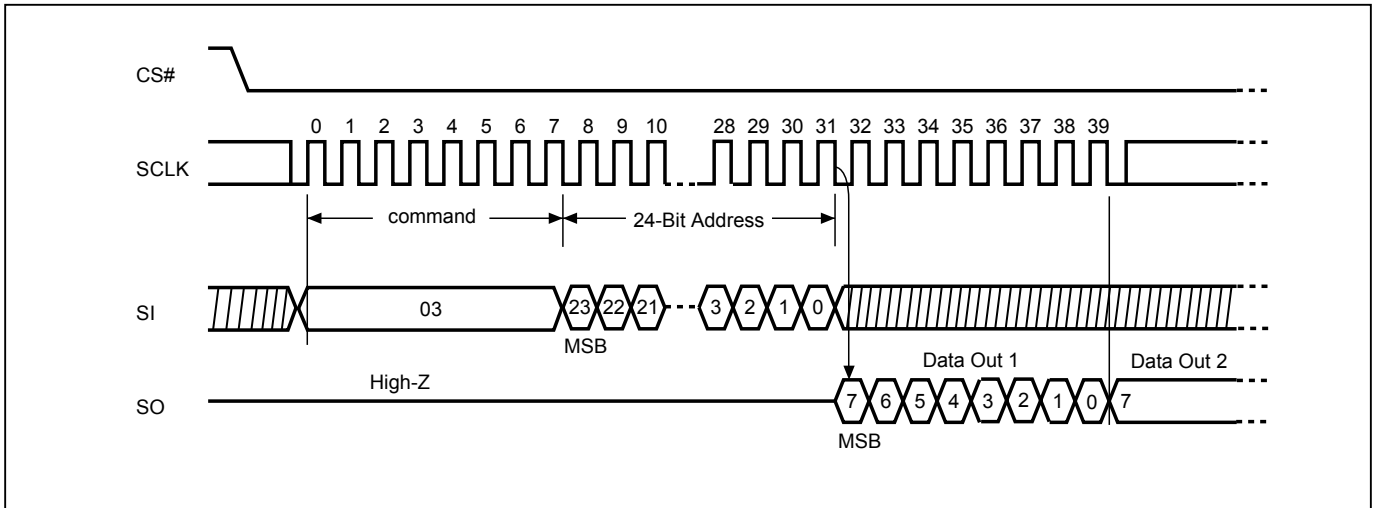 CS#
0 1 2 3 4 5 6 7 8 9 10 28 29 30 31 32 33 34 35 36 37 38 39
SCLK
command 24-Bit Address
SI 03 23 22 21 3 2 1 0
MSB
Data Out 1 Data Out 2
High-Z
SO 7 6 5 4 3 2 1 0 7
MSB